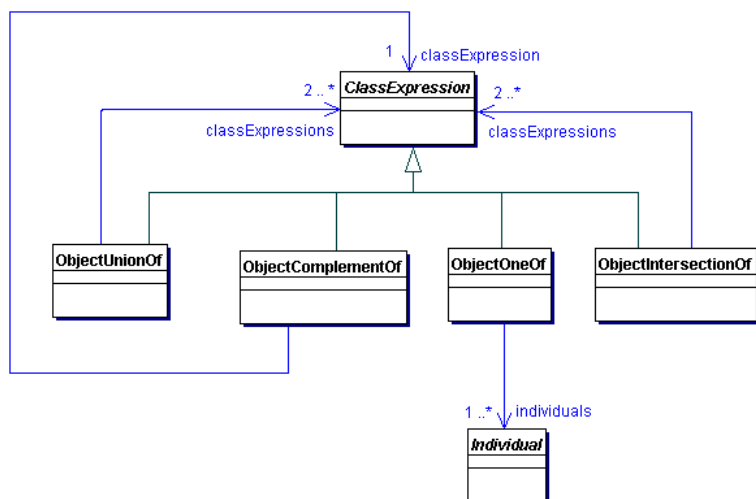 1 classExpression
ClassExpression
2 ..* 2 ..*
classExpressions classExpressions
ObjectUnionOf ObjectComplementOf ObjectOneOf ObjectIntersectionOf
1 ..* individuals
Individual